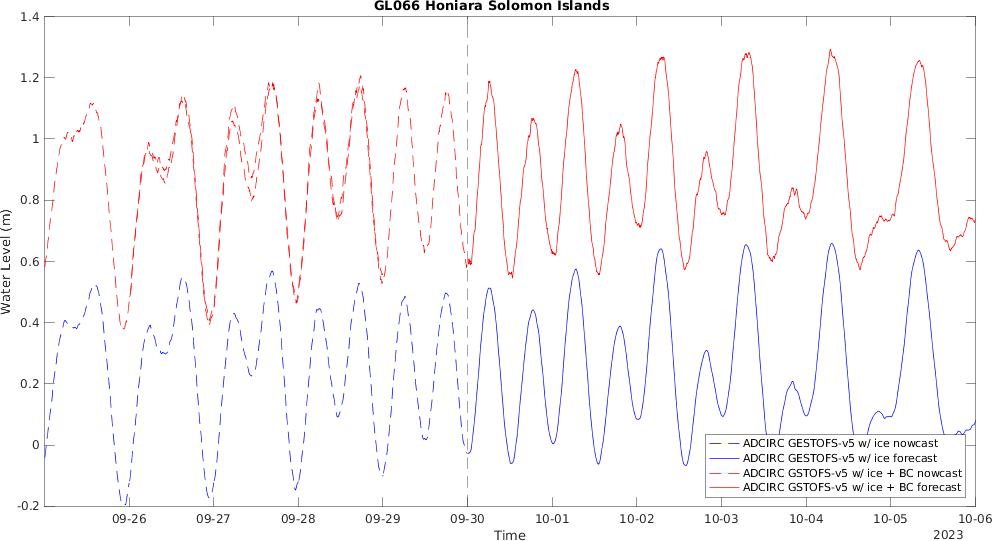 GL066 Honiara Solomon Islands
1.4
1.2
1
0.8
0.6
0.4
0.2
0
-0.2
Water Level (m)
ADCIRC GESTOFS-v5 w/ ice nowcast
ADCIRC GESTOFS-v5 w/ ice forecast
ADCIRC GSTOFS-v5 w/ ice + BC nowcast
ADCIRC GSTOFS-v5 w/ ice + BC forecast
09-26 09-27 09-28 09-29 09-30 10-01 10-02 10-03 10-04 10-05 10-06
Time
2023